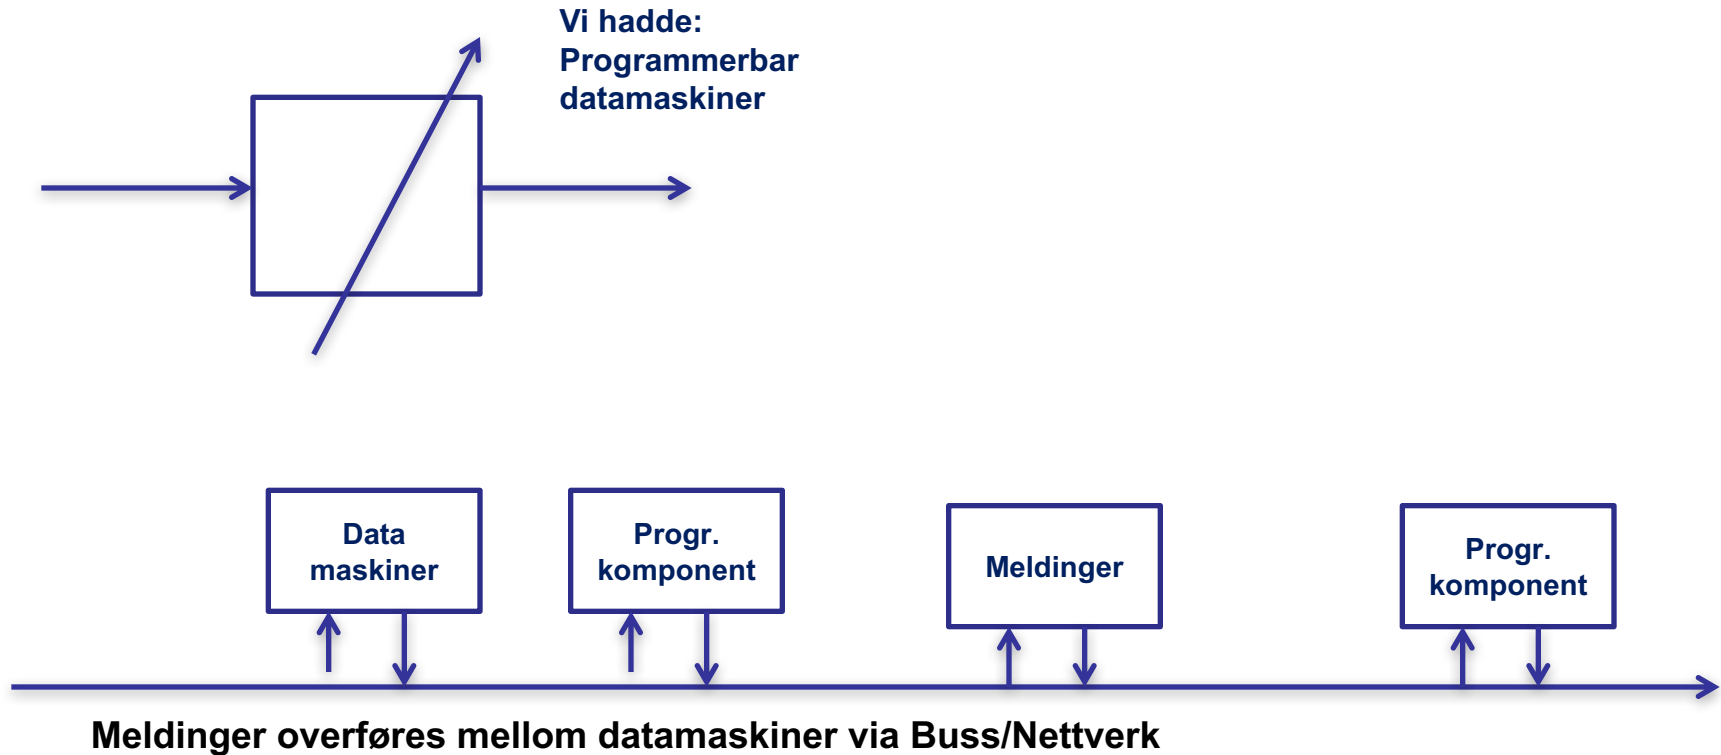 Vi hadde:
Programmerbar
datamaskiner
Data
maskiner
Progr.
komponent
Meldinger
Progr.
komponent
Meldinger overføres mellom datamaskiner via Buss/Nettverk